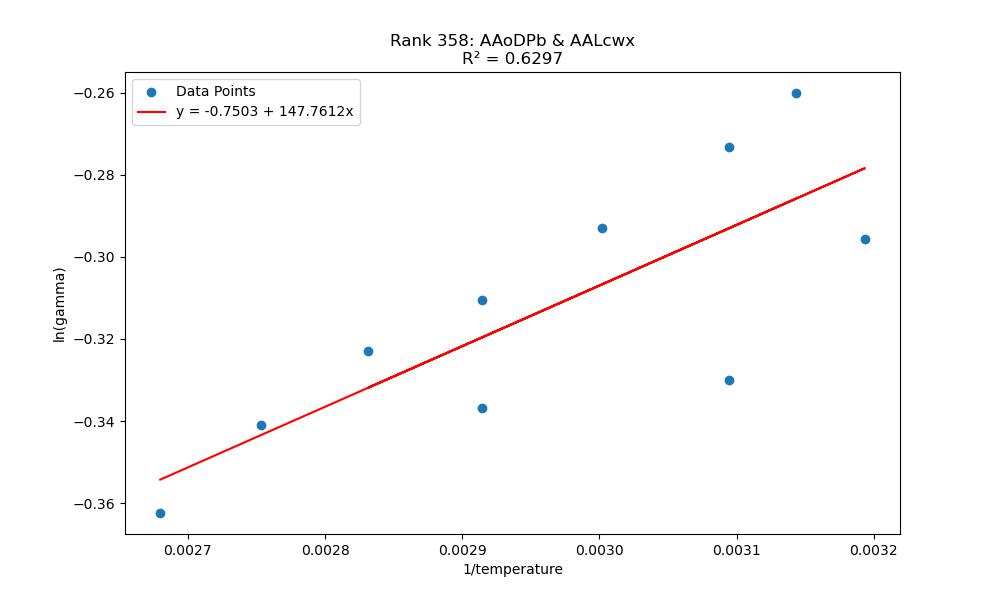 Rank 358: AAoDPb & AALcwx
R² = 0.6297
Data Points
y = -0.7503 + 147.7612x
−0.26
−0.28
−0.30
−0.32
−0.34
−0.36
ln(gamma)
0.0027
0.0028
0.0029
0.0030
0.0031
0.0032
1/temperature